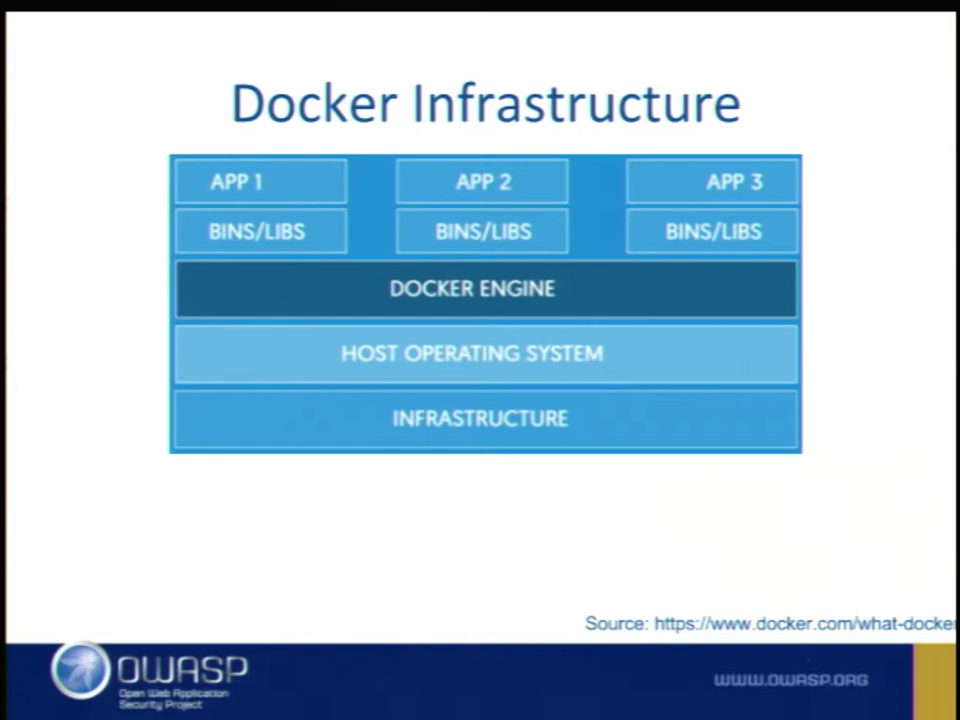 Docker Infrastructure
APP 1 APP 2 APP 3
BINS/LIBS BINS/LIBS BINS/LIBS
DOCKER ENGINE
HOST OPERATING SYSTEM
INFRASTRUCTURE
Source: https://www.docker.com/what-docker
OWASP
Open Web Application
Security Project
WWW.OWASP.ORG